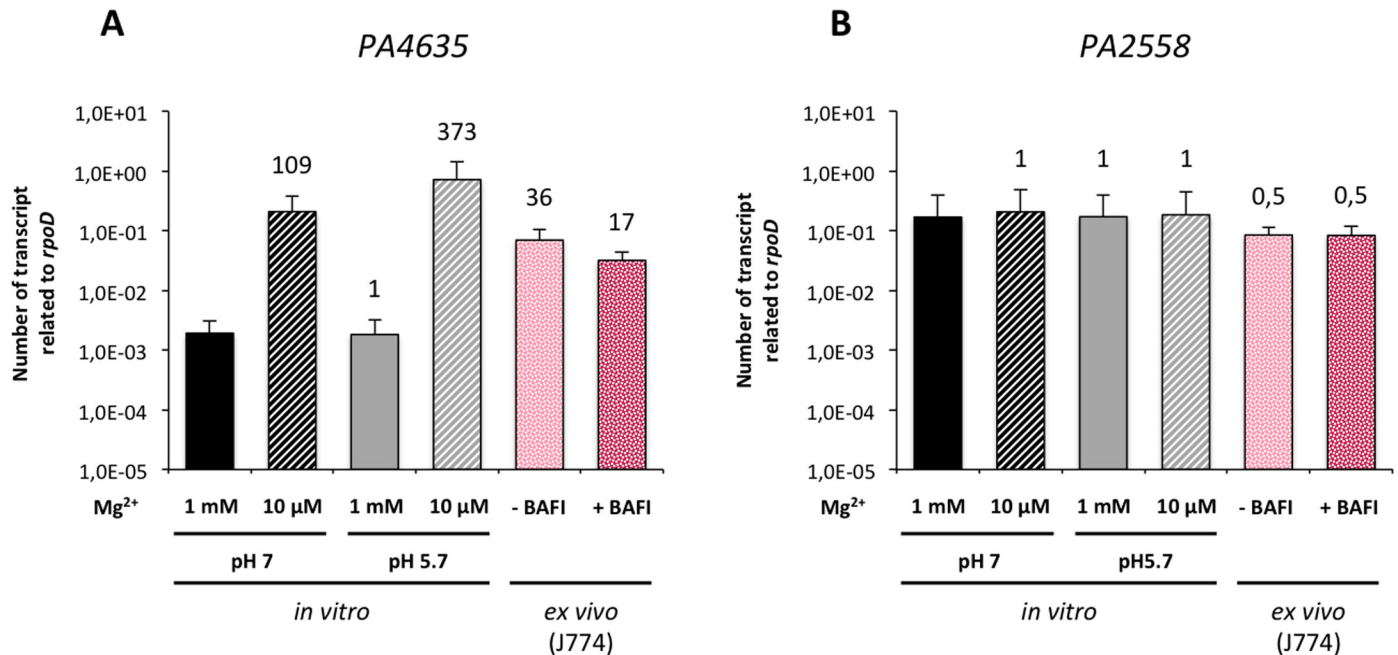 A
PA4635
Number of transcript
related to rpoD
1,0E+01
1,0E+00
1,0E-01
1,0E-02
1,0E-03
1,0E-04
1,0E-05
109
1
373
36
17
Mg²⁺ 1 mM 10 µM 1 mM 10 µM - BAFI + BAFI
pH 7 pH 5.7
in vitro ex vivo
(J774)
B
PA2558
Number of transcript
related to rpoD
1,0E+01
1,0E+00
1,0E-01
1,0E-02
1,0E-03
1,0E-04
1,0E-05
1 1 1 0,5 0,5
Mg²⁺ 1 mM 10 µM 1 mM 10 µM - BAFI + BAFI
pH 7 pH5.7
in vitro ex vivo
(J774)